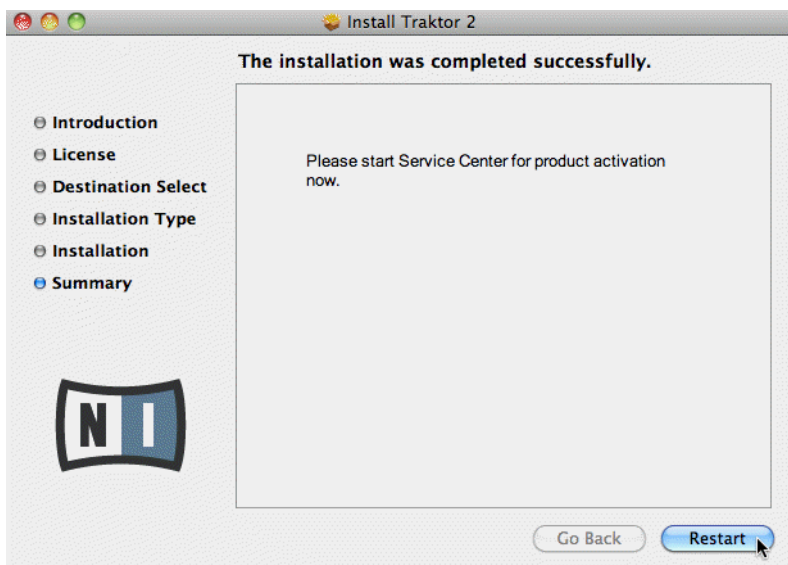 Install Traktor 2
The installation was completed successfully.
Introduction
License
Destination Select
Installation Type
Installation
Summary
Please start Service Center for product activation
now.
NI
Go Back
Restart